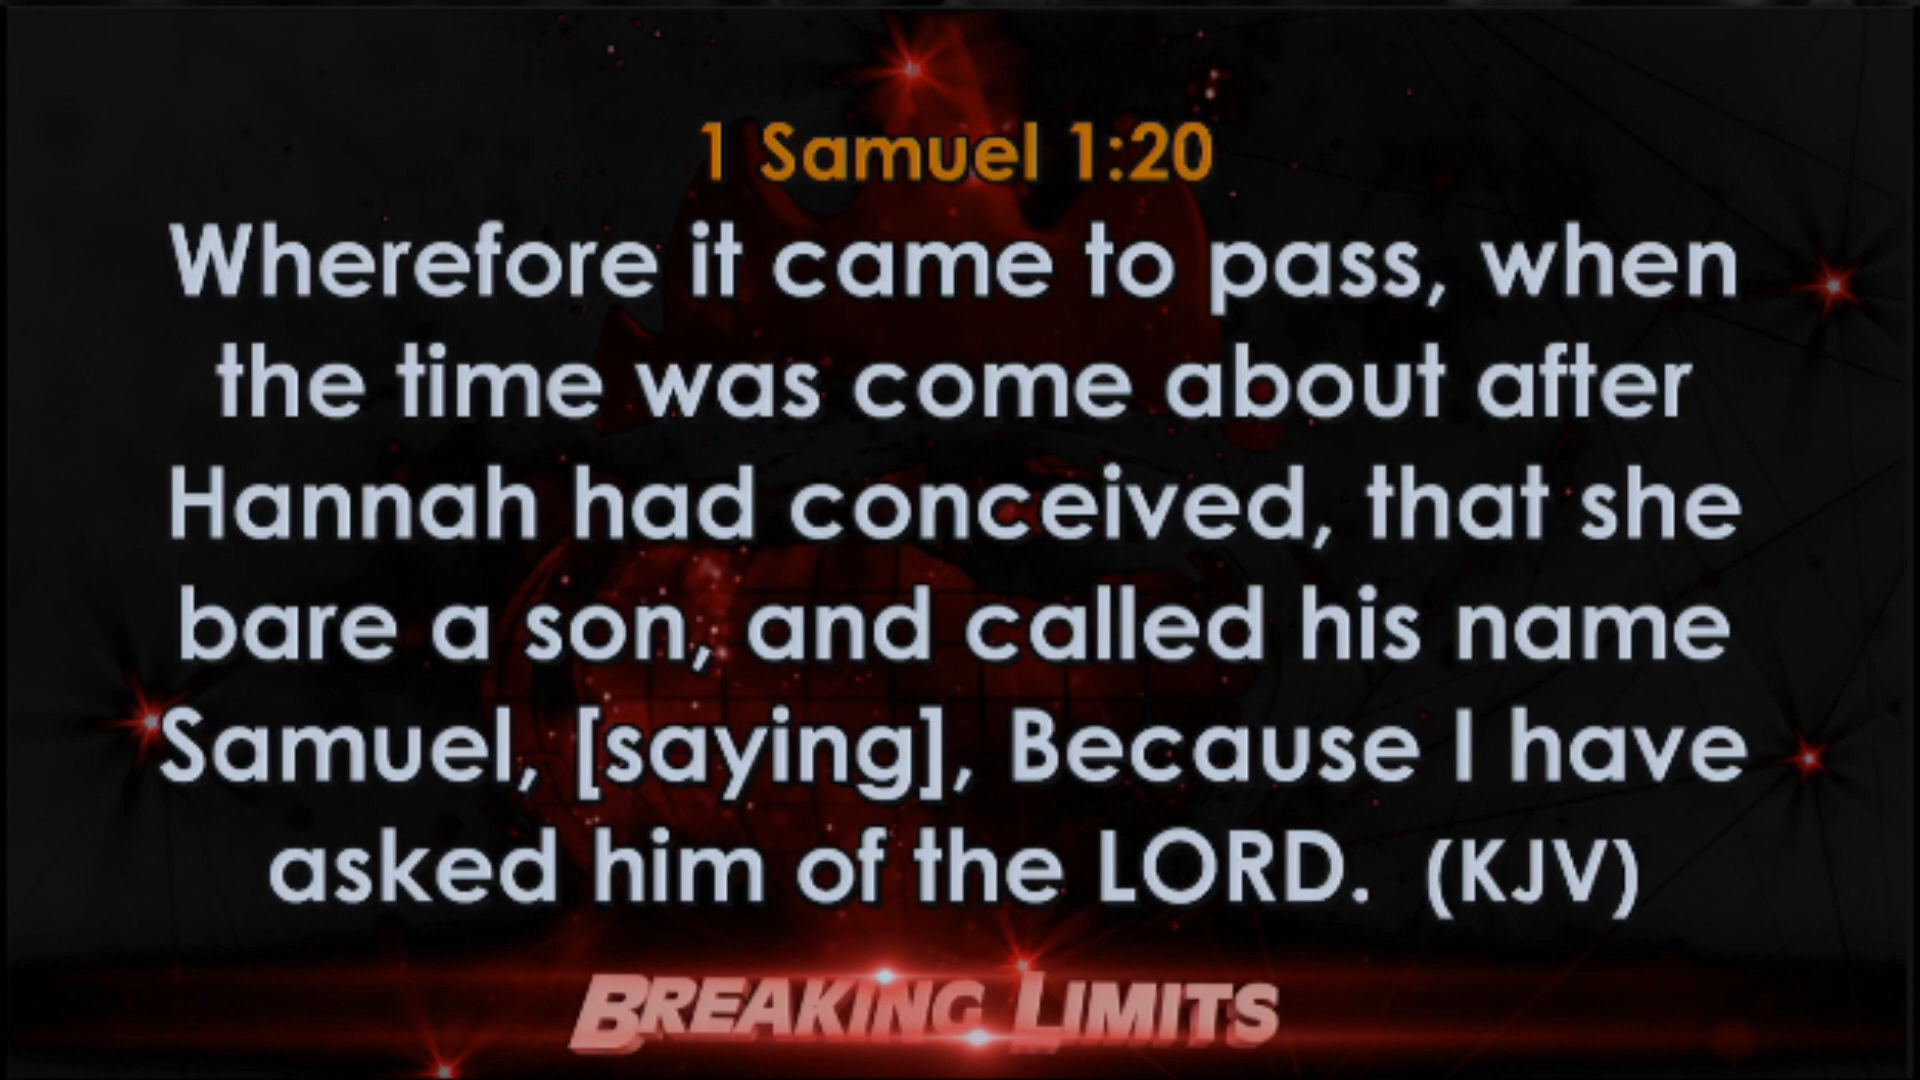 1 Samuel 1:20
Wherefore it came to pass, when
the time was come about after
Hannah had conceived, that she
bare a son, and called his name
Samuel, [saying], Because I have
asked him of the LORD.  (KJV)
BREAKING LIMITS